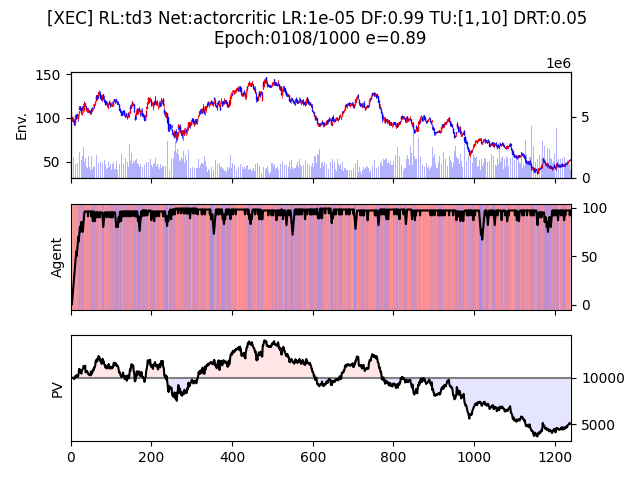 [XEC] RL:td3 Net:actorcritic LR:1e-05 DF:0.99 TU:[1,10] DRT:0.05
Epoch:0108/1000 e=0.89
1e6
150
100
50
Env.
5
0
Agent
100
50
0
PV
10000
5000
0 200 400 600 800 1000 1200